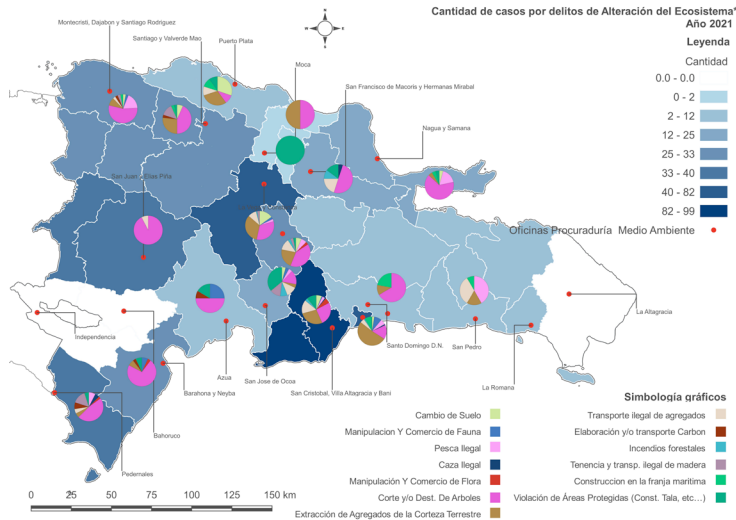 Cantidad de casos por delitos de Alteración del Ecosistema*
Año 2021
Leyenda
Cantidad
0.0 - 0.0
0 - 2
2 - 12
12 - 25
25 - 33
33 - 40
40 - 82
82 - 99
Oficinas Procuraduría Medio Ambiente
Montecristi, Dajabon y Santiago Rodriguez
Santiago y Valverde Mao
Puerto Plata
Moca
San Francisco de Macoris y Hermanas Mirabal
Nagua y Samana
San Juan
Elias Piña
Independencia
Bahoruco
Pedernales
Barahona y Neyba
Azua
San Jose de Ocoa
San Cristobal, Villa Altagracia y Bani
Santo Domingo D.N.
San Pedro
La Romana
La Altagracia
Simbología gráficos
Cambio de Suelo
Manipulacion Y Comercio de Fauna
Pesca Ilegal
Caza Ilegal
Manipulación Y Comercio de Flora
Corte y/o Dest. De Arboles
Extracción de Agregados de la Corteza Terrestre
Transporte ilegal de agregados
Elaboración y/o transporte Carbon
Incendios forestales
Tenencia y transp. ilegal de madera
Construccion en la franja maritima
Violación de Áreas Protegidas (Const. Tala, etc...)
0 25 50 75 100 150 km